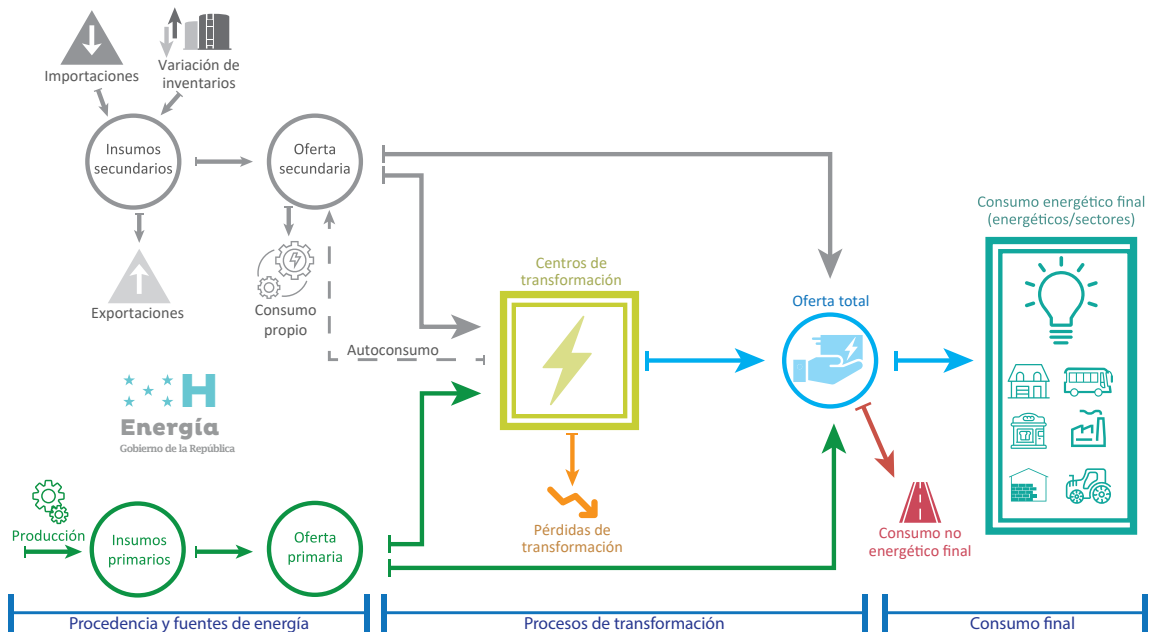 Importaciones
Variación de
inventarios
Insumos
secundarios
Oferta
secundaria
Exportaciones
Consumo
propio
Autoconsumo
Centros de
transformación
Oferta total
Consumo energético final
(energéticos/sectores)
H
Energía
Gobierno de la República
Producción
Insumos
primarios
Oferta
primaria
Pérdidas de
transformación
Consumo no
energético final
Procedencia y fuentes de energía
Procesos de transformación
Consumo final